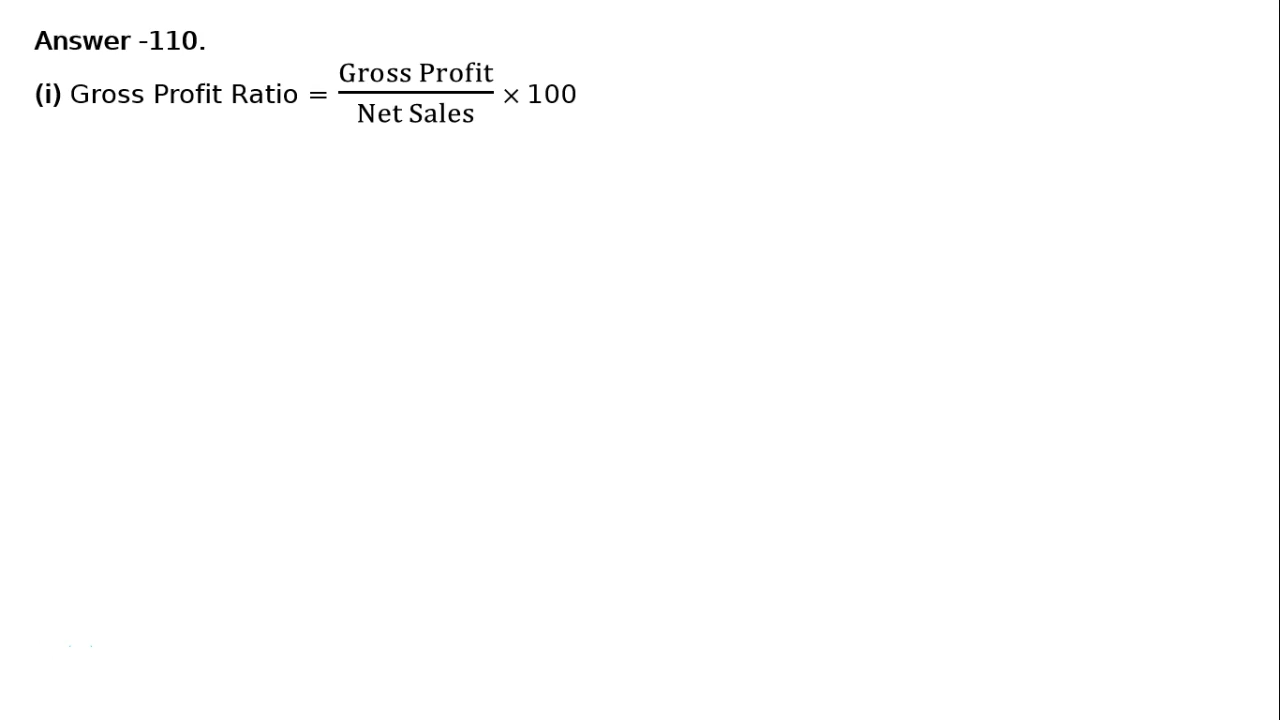 Answer -110.
(i) Gross Profit Ratio = Gross Profit / Net Sales × 100